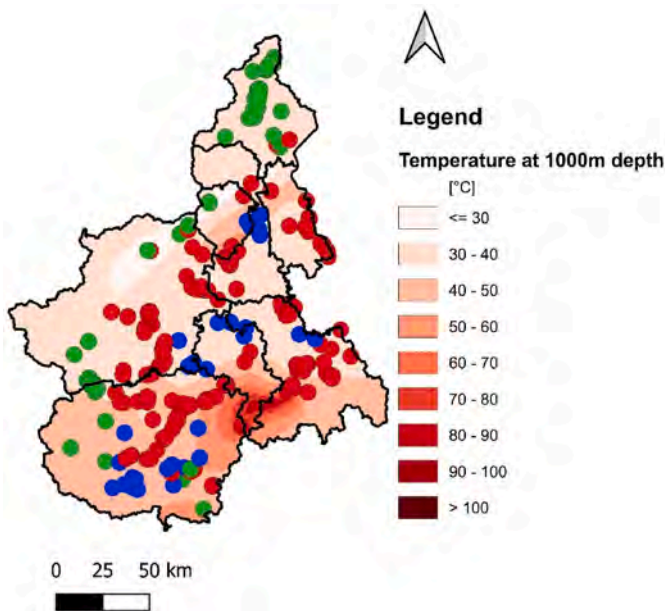 Legend
Temperature at 1000m depth
[°C]
<= 30
30 - 40
40 - 50
50 - 60
60 - 70
70 - 80
80 - 90
90 - 100
> 100
0 25 50 km